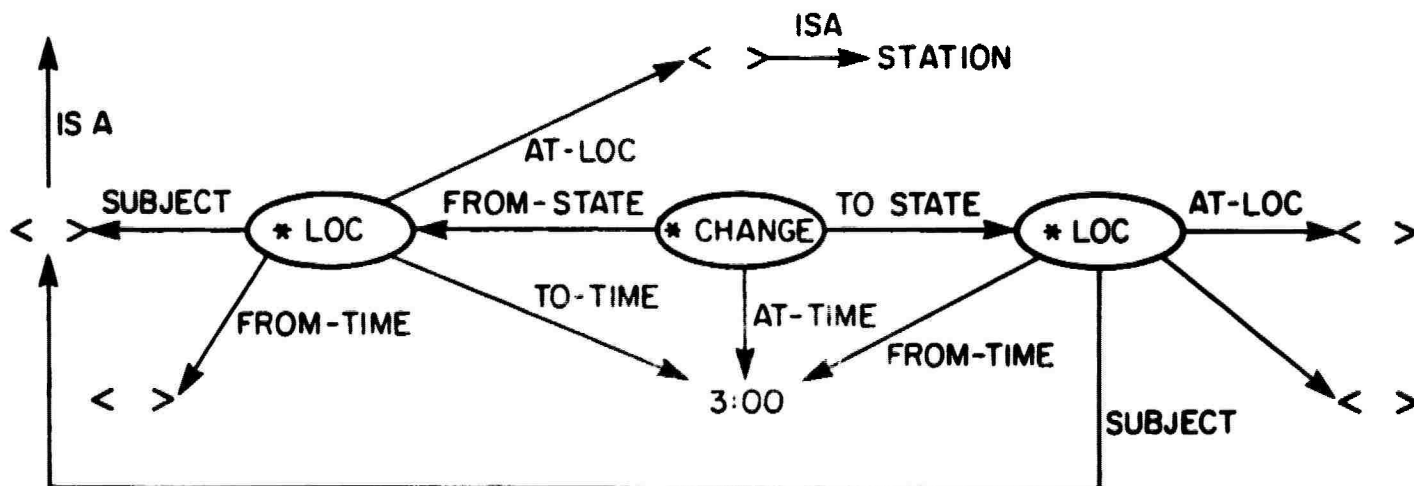 ISA
< > STATION
IS A
AT-LOC
SUBJECT FROM-STATE TO STATE AT-LOC
< > * LOC * CHANGE * LOC < >
FROM-TIME TO-TIME AT-TIME FROM-TIME
< > 3:00 < >
SUBJECT